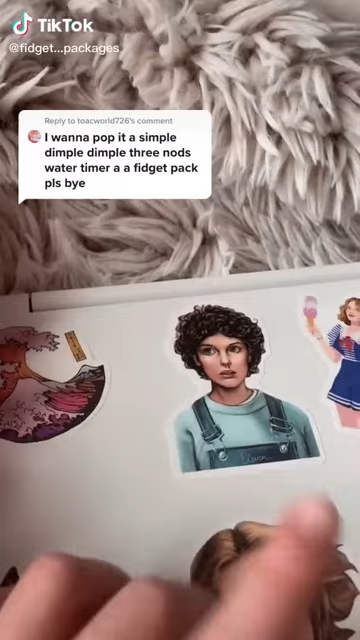 TikTok
@fidget...packages
Reply to toacworld726's comment
I wanna pop it a simple
dimple dimple three nods
water timer a a fidget pack
pls bye